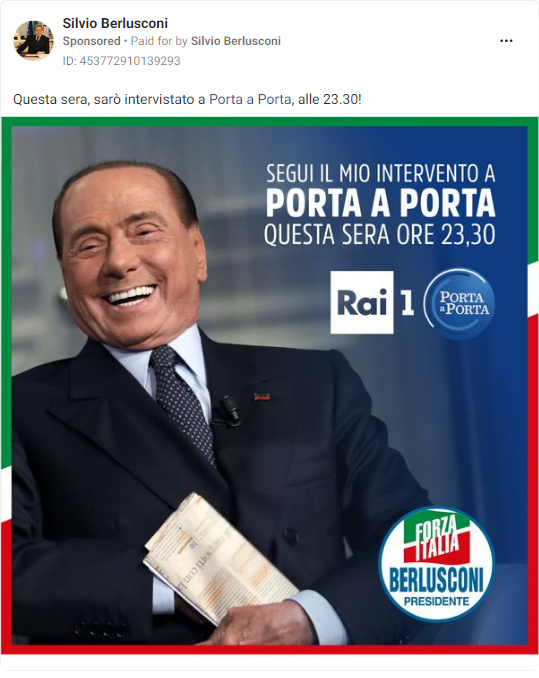 Silvio Berlusconi
Sponsored • Paid for by Silvio Berlusconi
ID: 453772910139293
Questa sera, sarò intervistato a Porta a Porta, alle 23.30!
SEGUI IL MIO INTERVENTO A
PORTA A PORTA
QUESTA SERA ORE 23,30
Rai 1
PORTA
a PORTA
FORZA
ITALIA
BERLUSCONI
PRESIDENTE